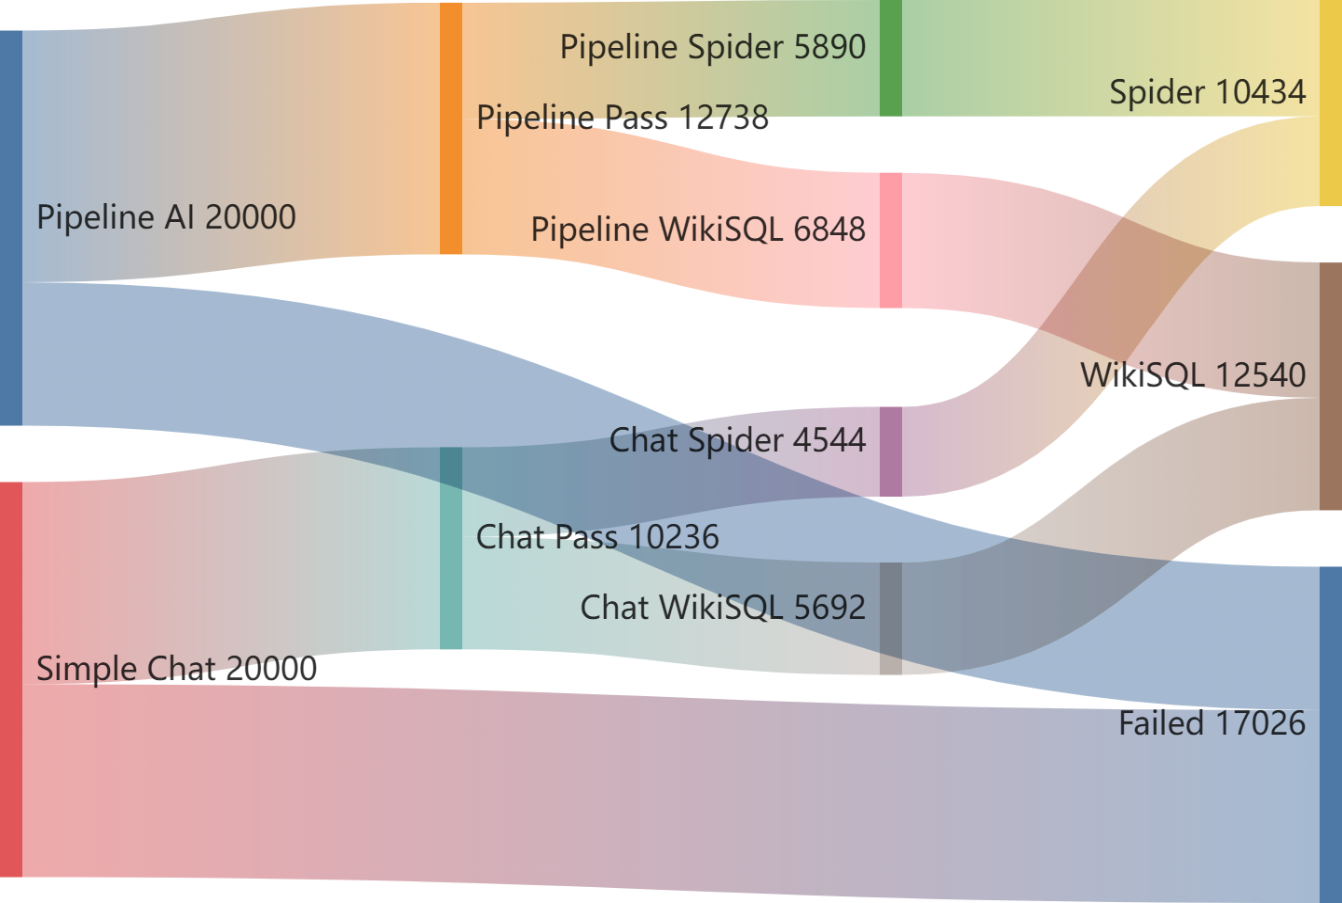 Pipeline Spider 5890
Spider 10434
Pipeline Pass 12738
Pipeline AI 20000
Pipeline WikiSQL 6848
WikiSQL 12540
Chat Spider 4544
Chat Pass 10236
Chat WikiSQL 5692
Simple Chat 20000
Failed 17026